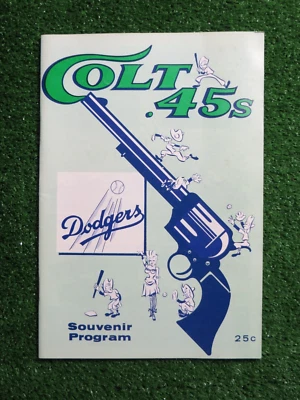 COLT
.45s
Dodgers
Souvenir
Program
25c